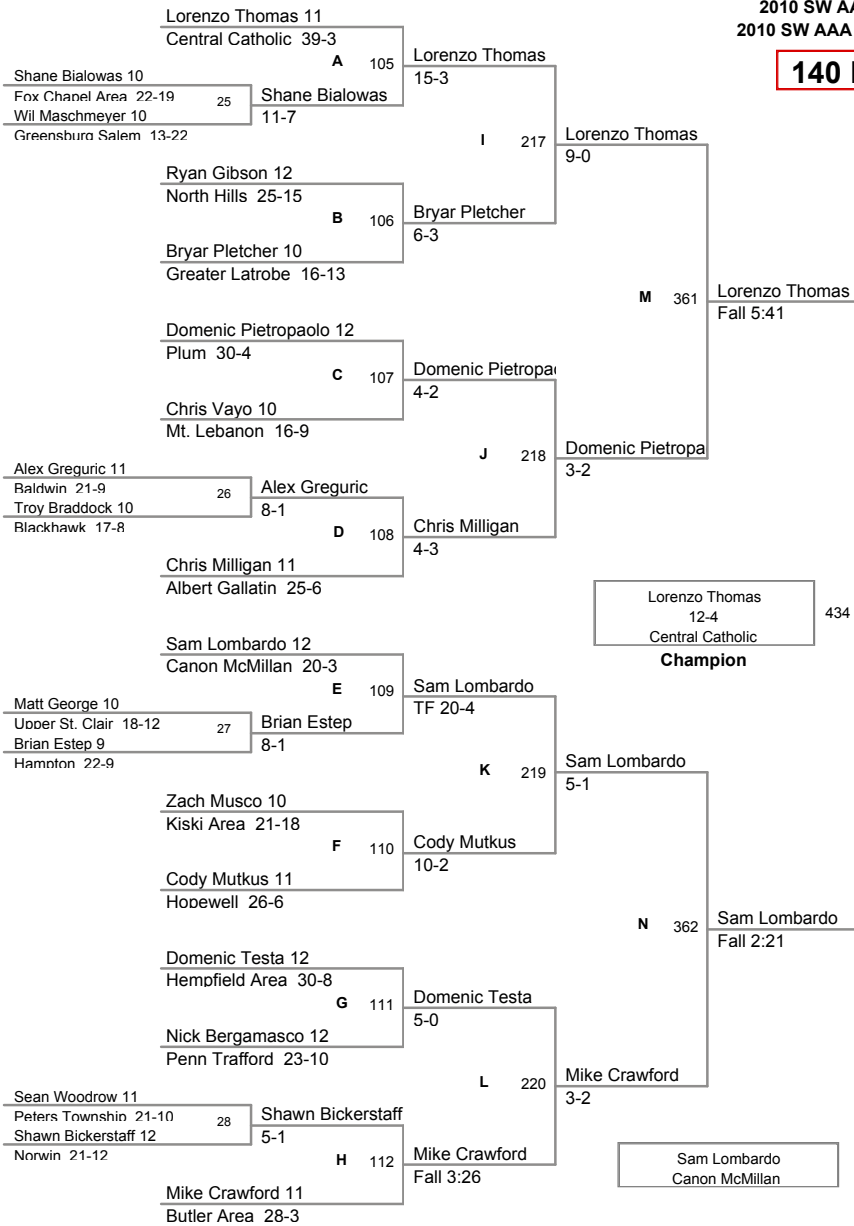 2010 SW AA
2010 SW AAA
140
Lorenzo Thomas 11
Central Catholic 39-3
A 105
Shane Bialowas 10
Fox Chapel Area 22-19
25
Wil Maschmeyer 10
Greensburg Salem 13-22
Shane Bialowas
11-7
Lorenzo Thomas
15-3
I 217
Ryan Gibson 12
North Hills 25-15
B 106
Bryar Pletcher 10
Greater Latrobe 16-13
Bryar Pletcher
6-3
Lorenzo Thomas
9-0
M 361
Domenic Pietropaolo 12
Plum 30-4
C 107
Chris Vayo 10
Mt. Lebanon 16-9
Domenic Pietropa
4-2
J 218
Alex Greguric 11
Baldwin 21-9
26
Troy Braddock 10
Blackhawk 17-8
Alex Greguric
8-1
D 108
Chris Milligan 11
Albert Gallatin 25-6
Chris Milligan
4-3
Domenic Pietropa
3-2
Lorenzo Thomas
Fall 5:41
Lorenzo Thomas
12-4
Central Catholic
434
Champion
Sam Lombardo 12
Canon McMillan 20-3
E 109
Matt George 10
Upper St. Clair 18-12
27
Brian Estep 9
Hampton 22-9
Brian Estep
8-1
Sam Lombardo
TF 20-4
K 219
Zach Musco 10
Kiski Area 21-18
F 110
Cody Mutkus 11
Hopewell 26-6
Cody Mutkus
10-2
Sam Lombardo
5-1
N 362
Domenic Testa 12
Hempfield Area 30-8
G 111
Nick Bergamasco 12
Penn Trafford 23-10
Domenic Testa
5-0
L 220
Sean Woodrow 11
Peters Township 21-10
28
Shawn Bickerstaff 12
Norwin 21-12
Shawn Bickerstaff
5-1
H 112
Mike Crawford 11
Butler Area 28-3
Mike Crawford
Fall 3:26
Mike Crawford
3-2
Sam Lombardo
Fall 2:21
Sam Lombardo
Canon McMillan